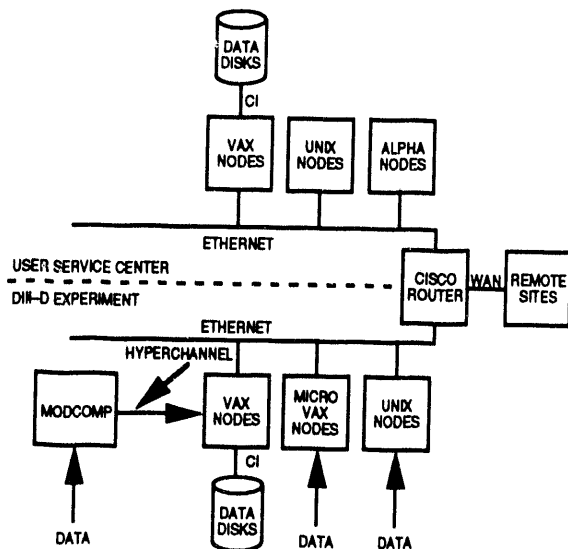 DATA
DISKS
CI
VAX
NODES
UNIX
NODES
ALPHA
NODES
ETHERNET
USER SERVICE CENTER
DIII–D EXPERIMENT
CISCO
ROUTER
WAN
REMOTE
SITES
ETHERNET
HYPERCHANNEL
MODCOMP
VAX
NODES
MICRO
VAX
NODES
UNIX
NODES
CI
DATA
DISKS
DATA
DATA
DATA